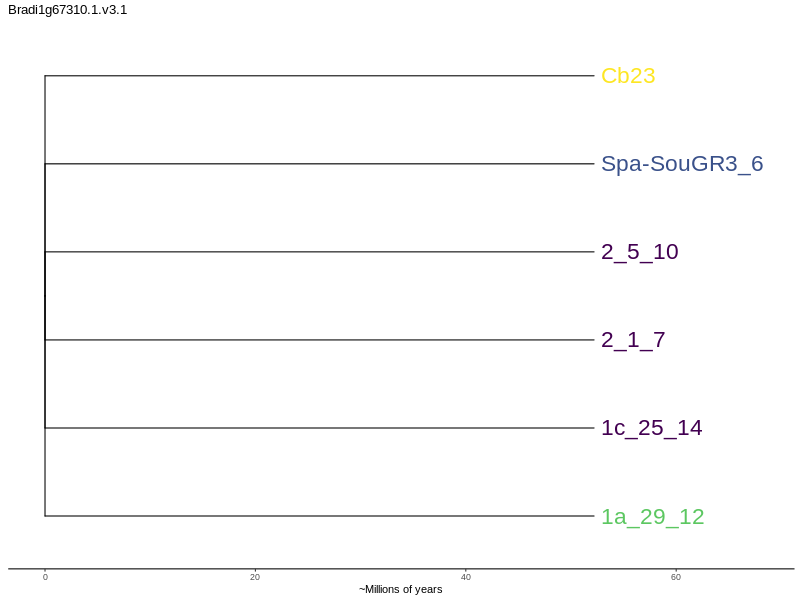 Bradi1g67310.1.v3.1
Cb23
Spa-SouGR3_6
2_5_10
2_1_7
1c_25_14
1a_29_12
0 20 40 60
~Millions of years